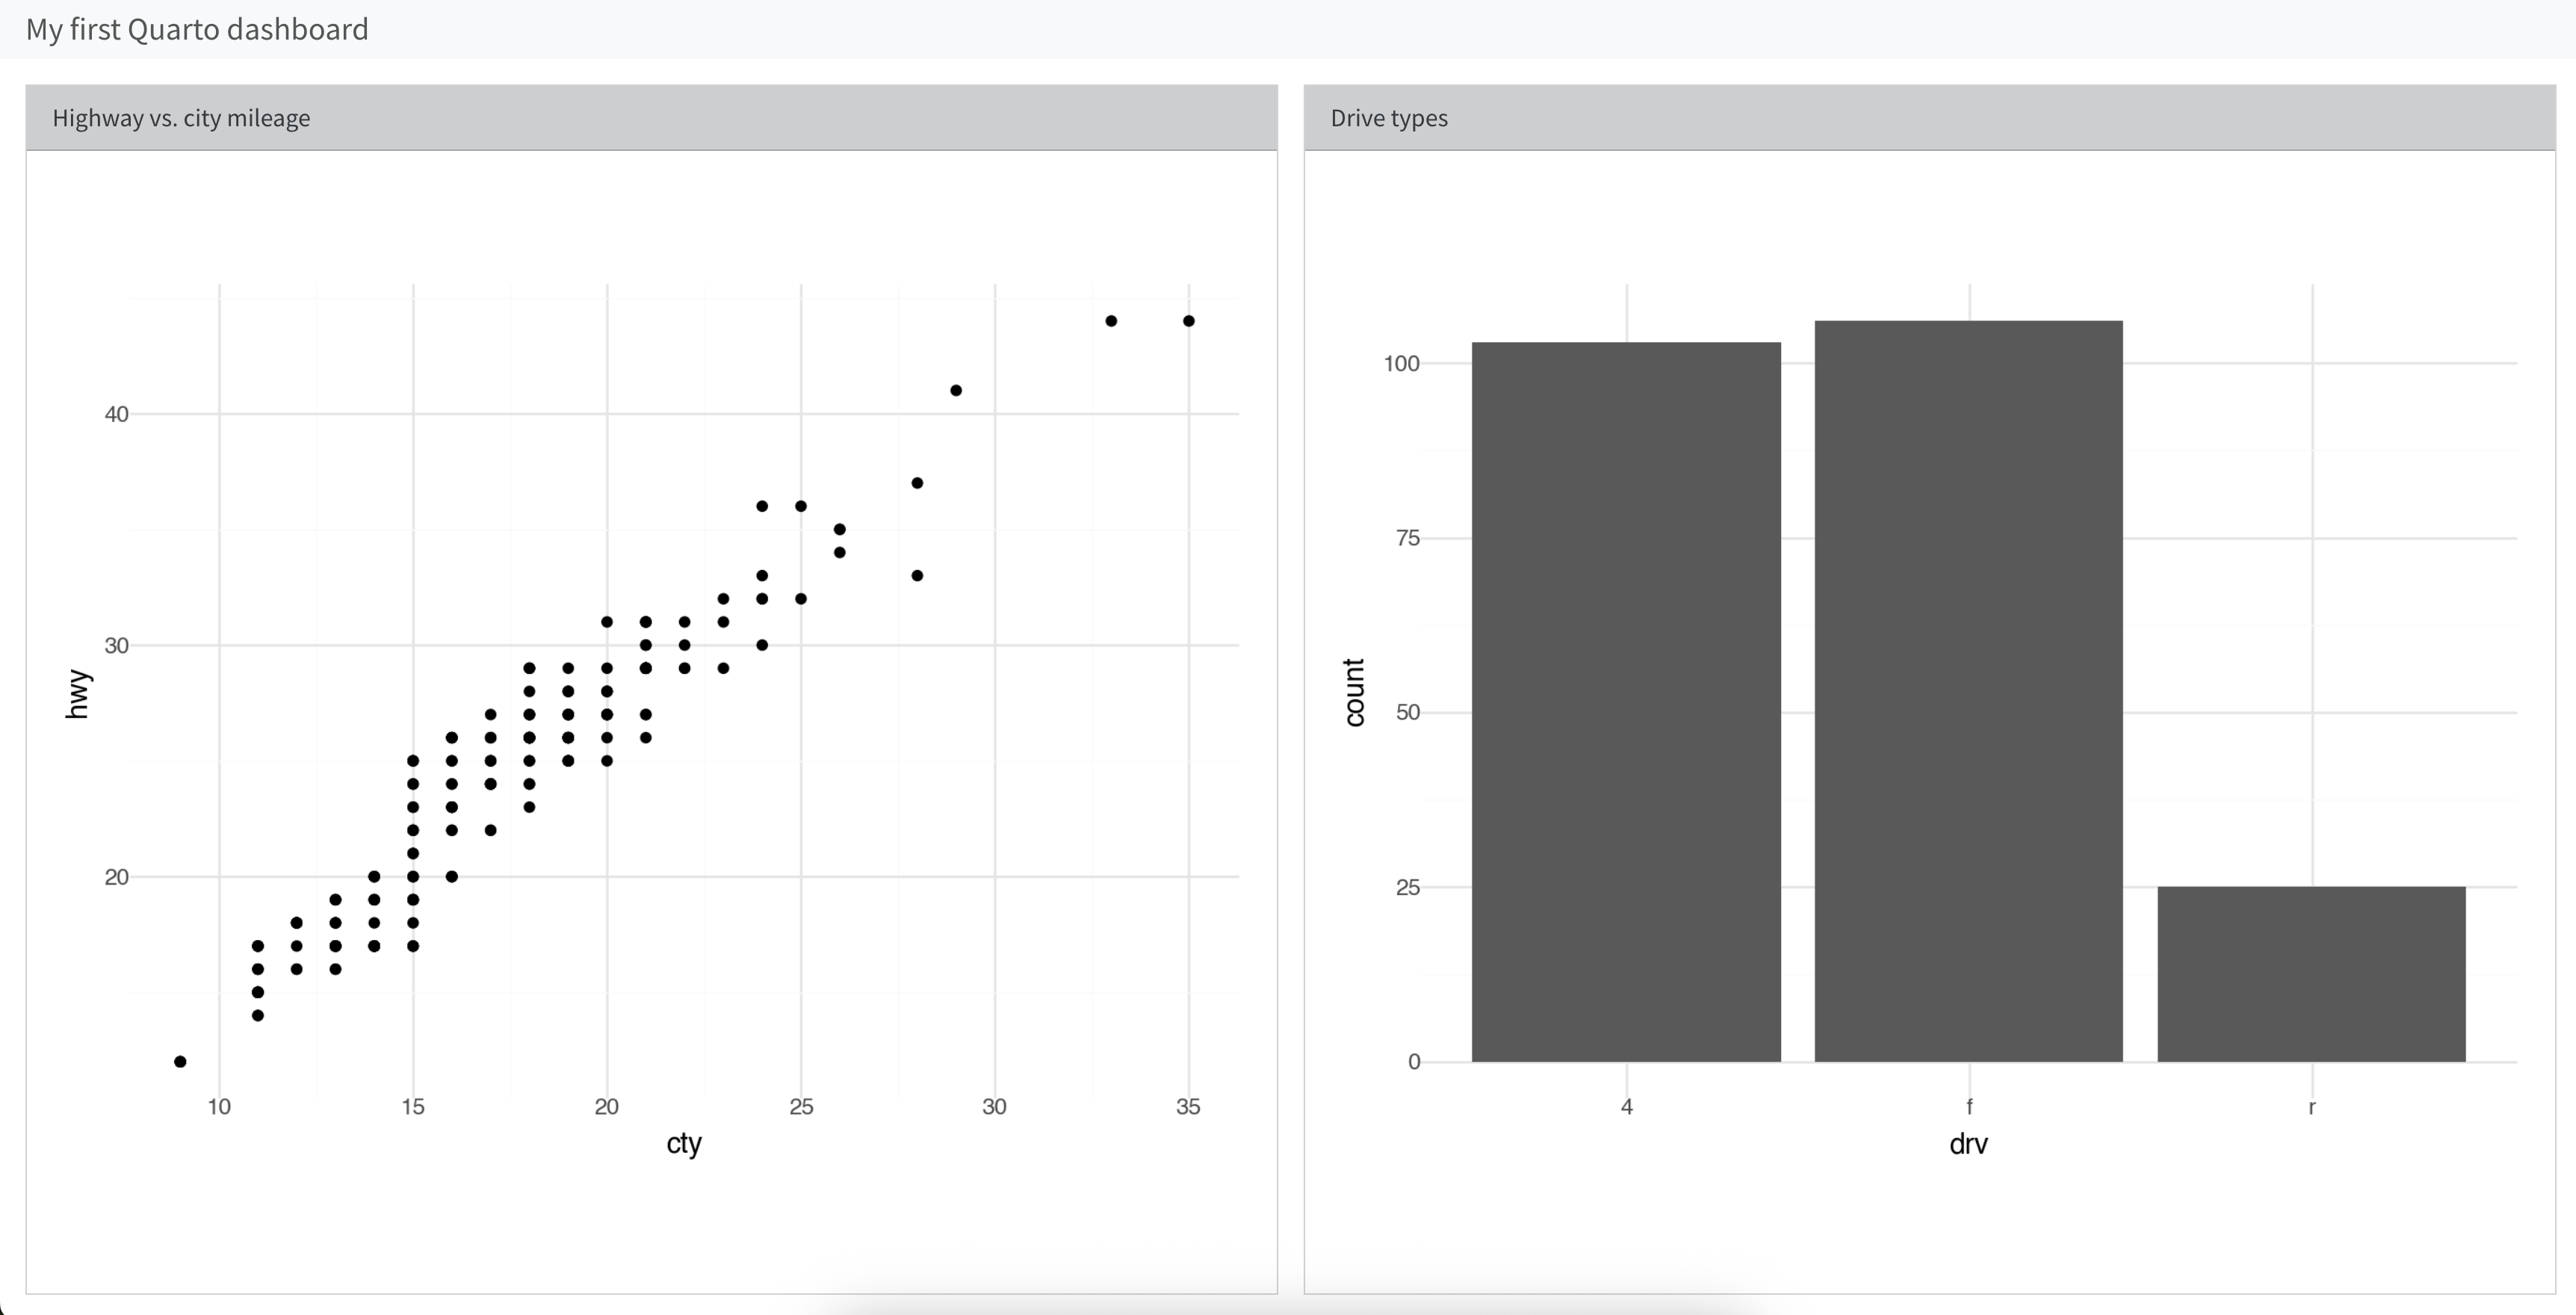 My first Quarto dashboard
Highway vs. city mileage
40
30
20
hwy
10 15 20 25 30 35
cty
Drive types
100
75
50
25
0
count
4 f r
drv